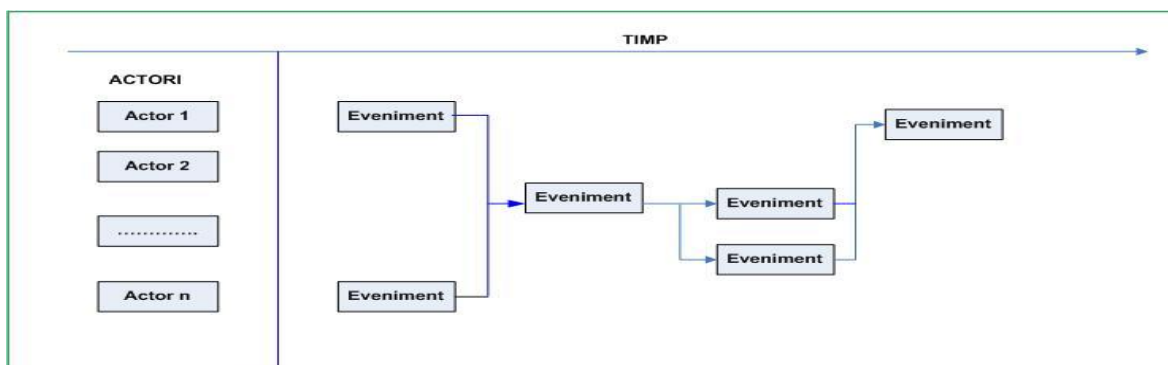 TIMP
ACTORI
Actor 1
Eveniment
Eveniment
Actor 2
Eveniment
Eveniment
………….
Eveniment
Actor n
Eveniment